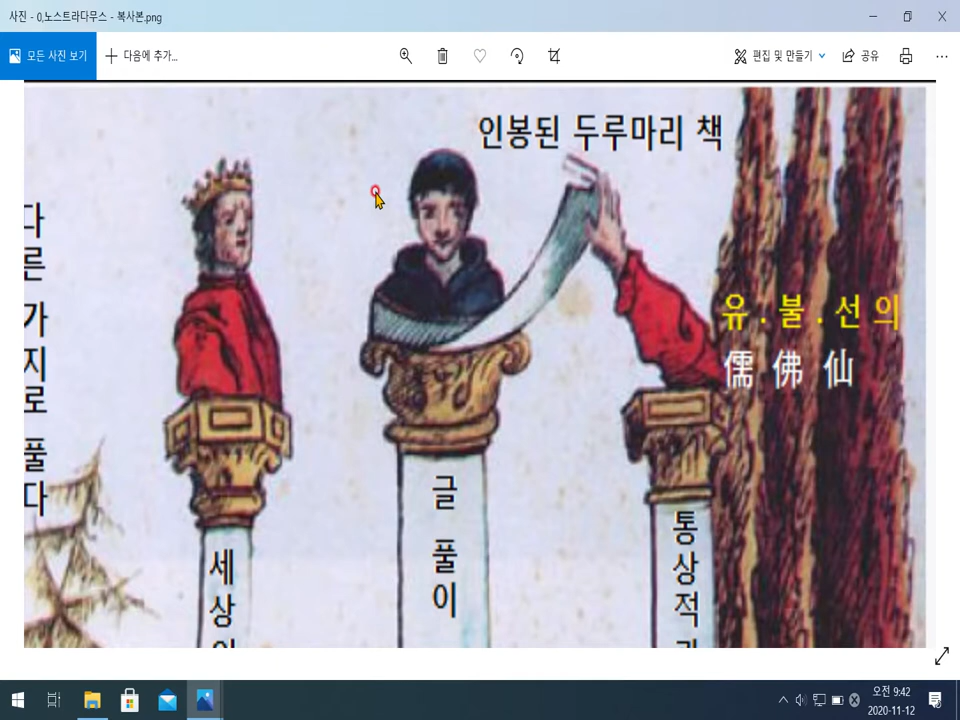 사진 - 0,노스트라다무스 - 복사본.png
모든 사진 보기
다음에 추가...
편집 및 만들기
공유
인봉된 두루마리 책
다른 가지로 풀다
유 . 불 . 선 의
儒 佛 仙
글 풀이
세상
통상적
오전 9:42
2020-11-12